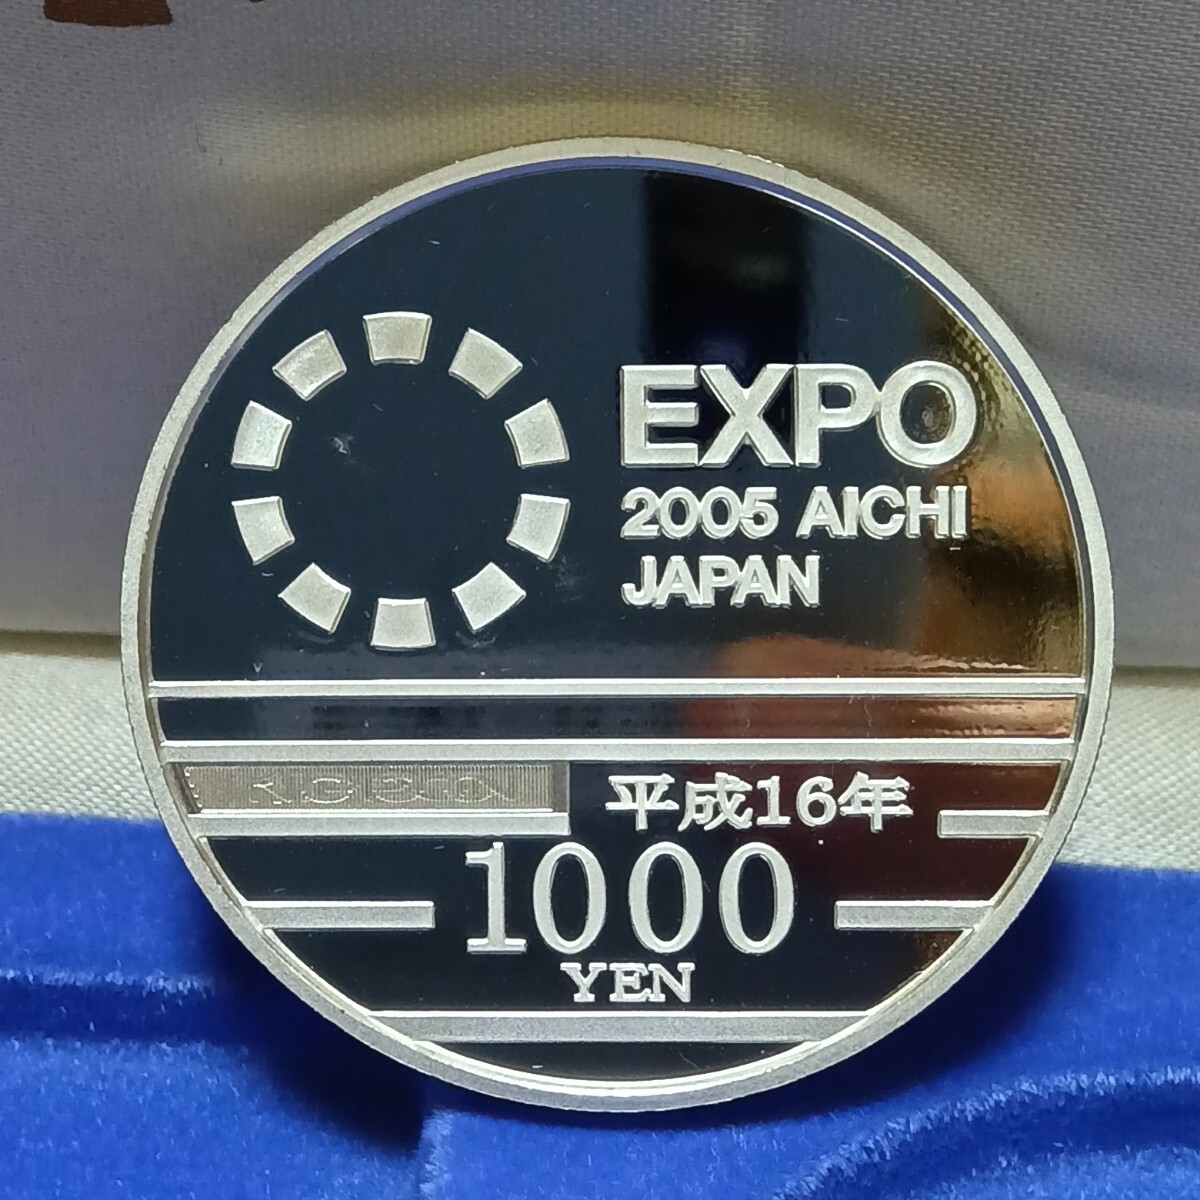 EXPO
2005 AICHI
JAPAN
平成16年
1000
YEN